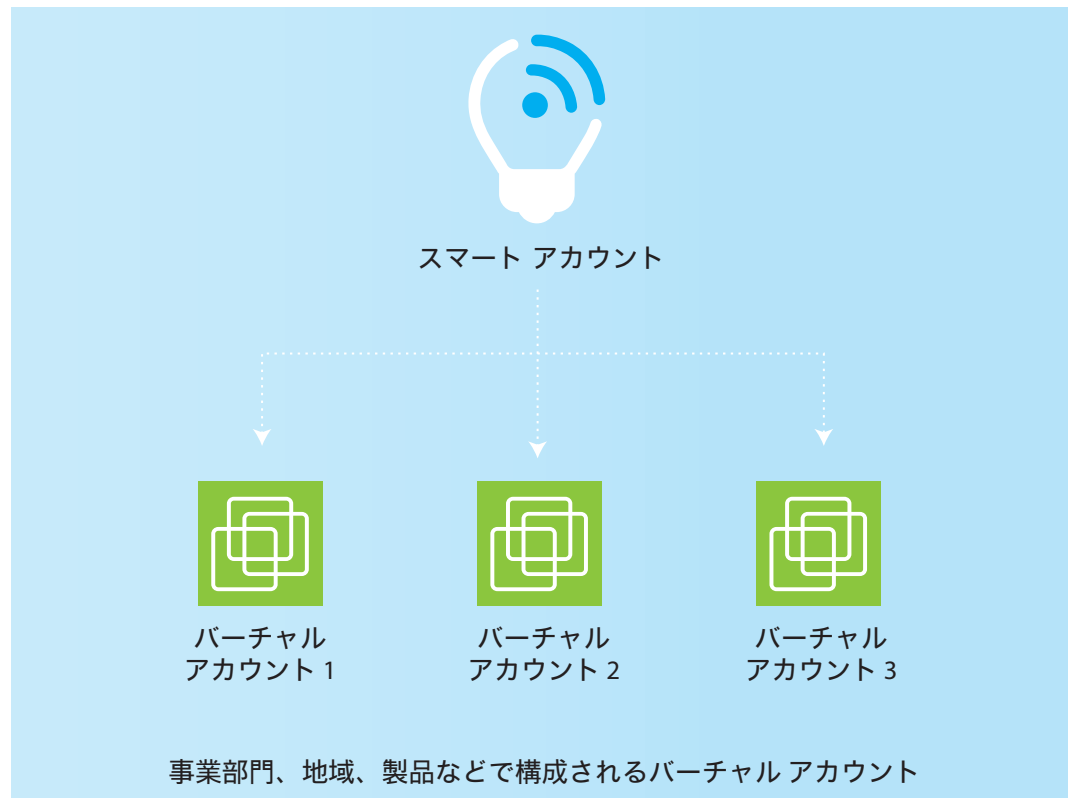 スマート アカウント
バーチャル
アカウント 1
バーチャル
アカウント 2
バーチャル
アカウント 3
事業部門、地域、製品などで構成されるバーチャル アカウント